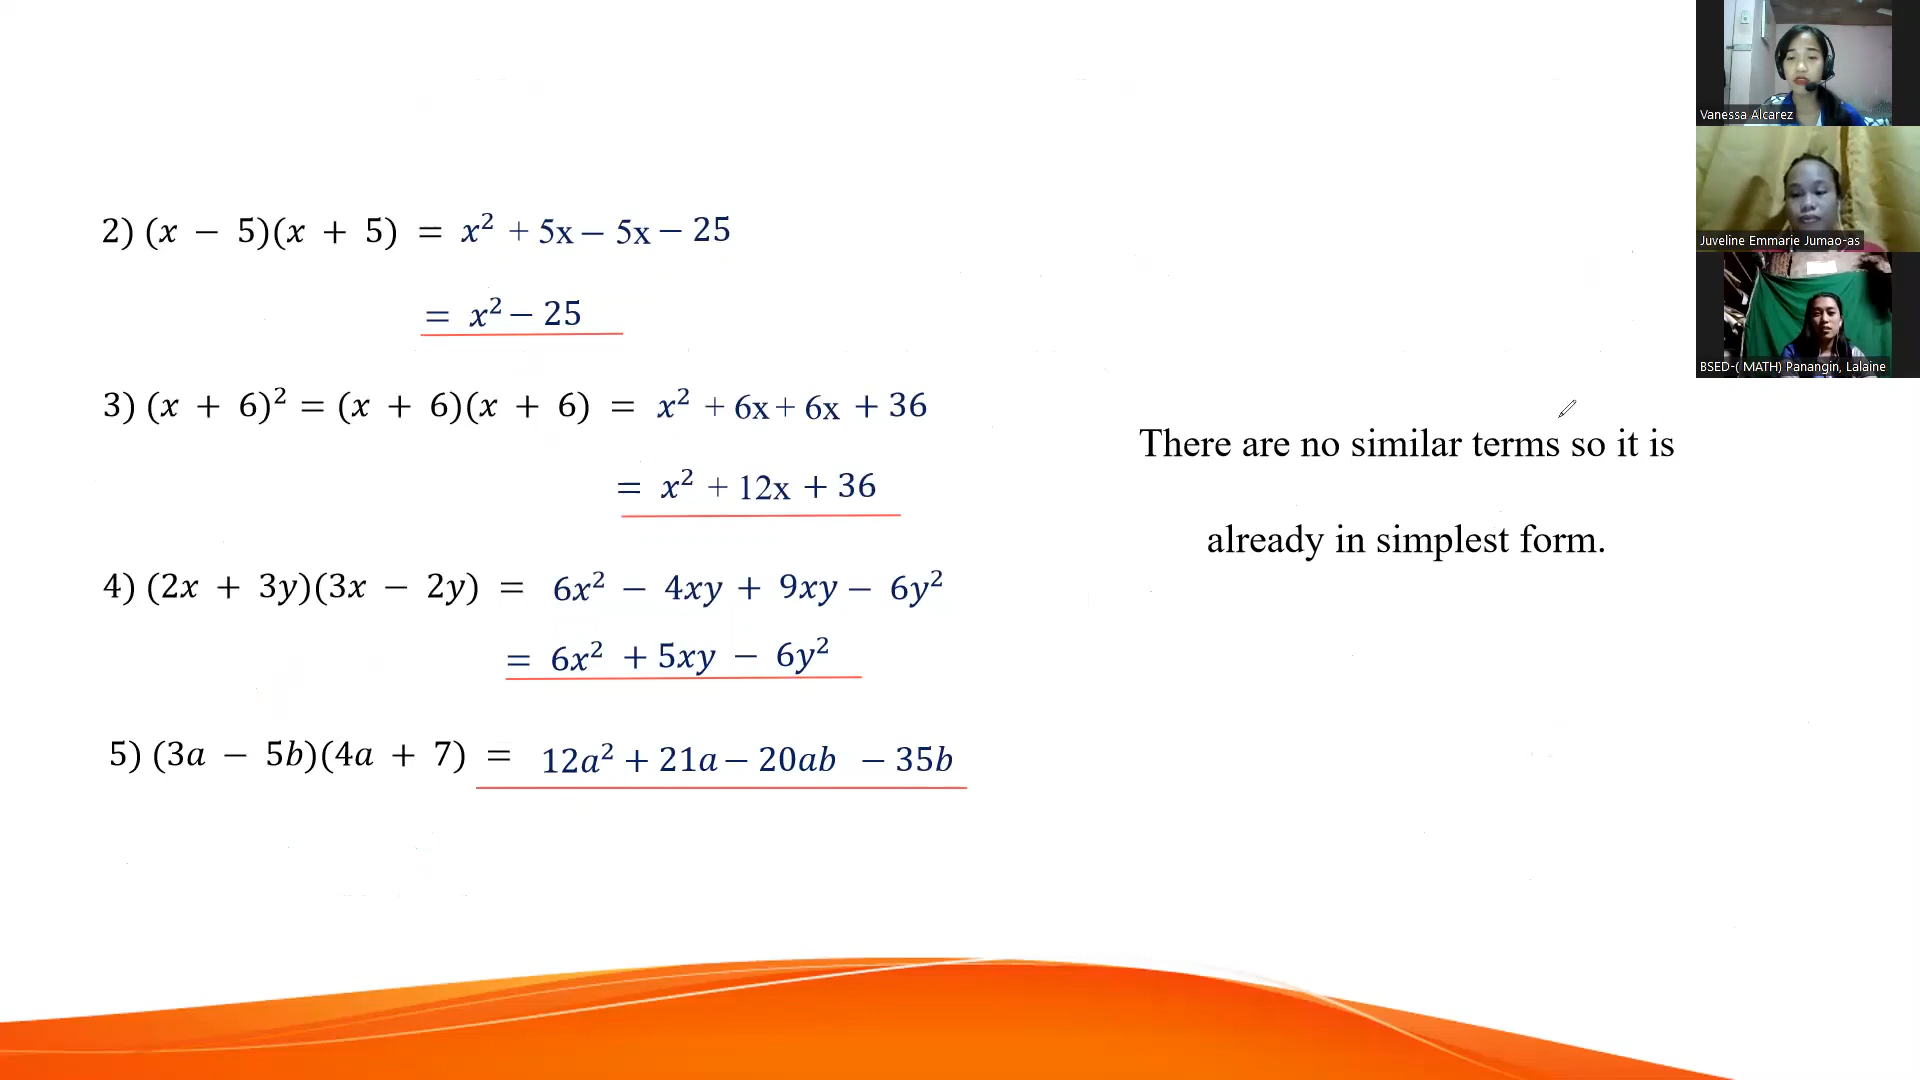 2) (x − 5)(x + 5) = x² + 5x − 5x − 25
= x² − 25
3) (x + 6)² = (x + 6)(x + 6) = x² + 6x + 6x + 36
= x² + 12x + 36
4) (2x + 3y)(3x − 2y) = 6x² − 4xy + 9xy − 6y²
= 6x² + 5xy − 6y²
5) (3a − 5b)(4a + 7) = 12a² + 21a − 20ab − 35b
There are no similar terms so it is
already in simplest form.
Vanessa Alcarez
Juveline Emmarie Jumao-as
BSED-( MATH) Panangin, Lalaine